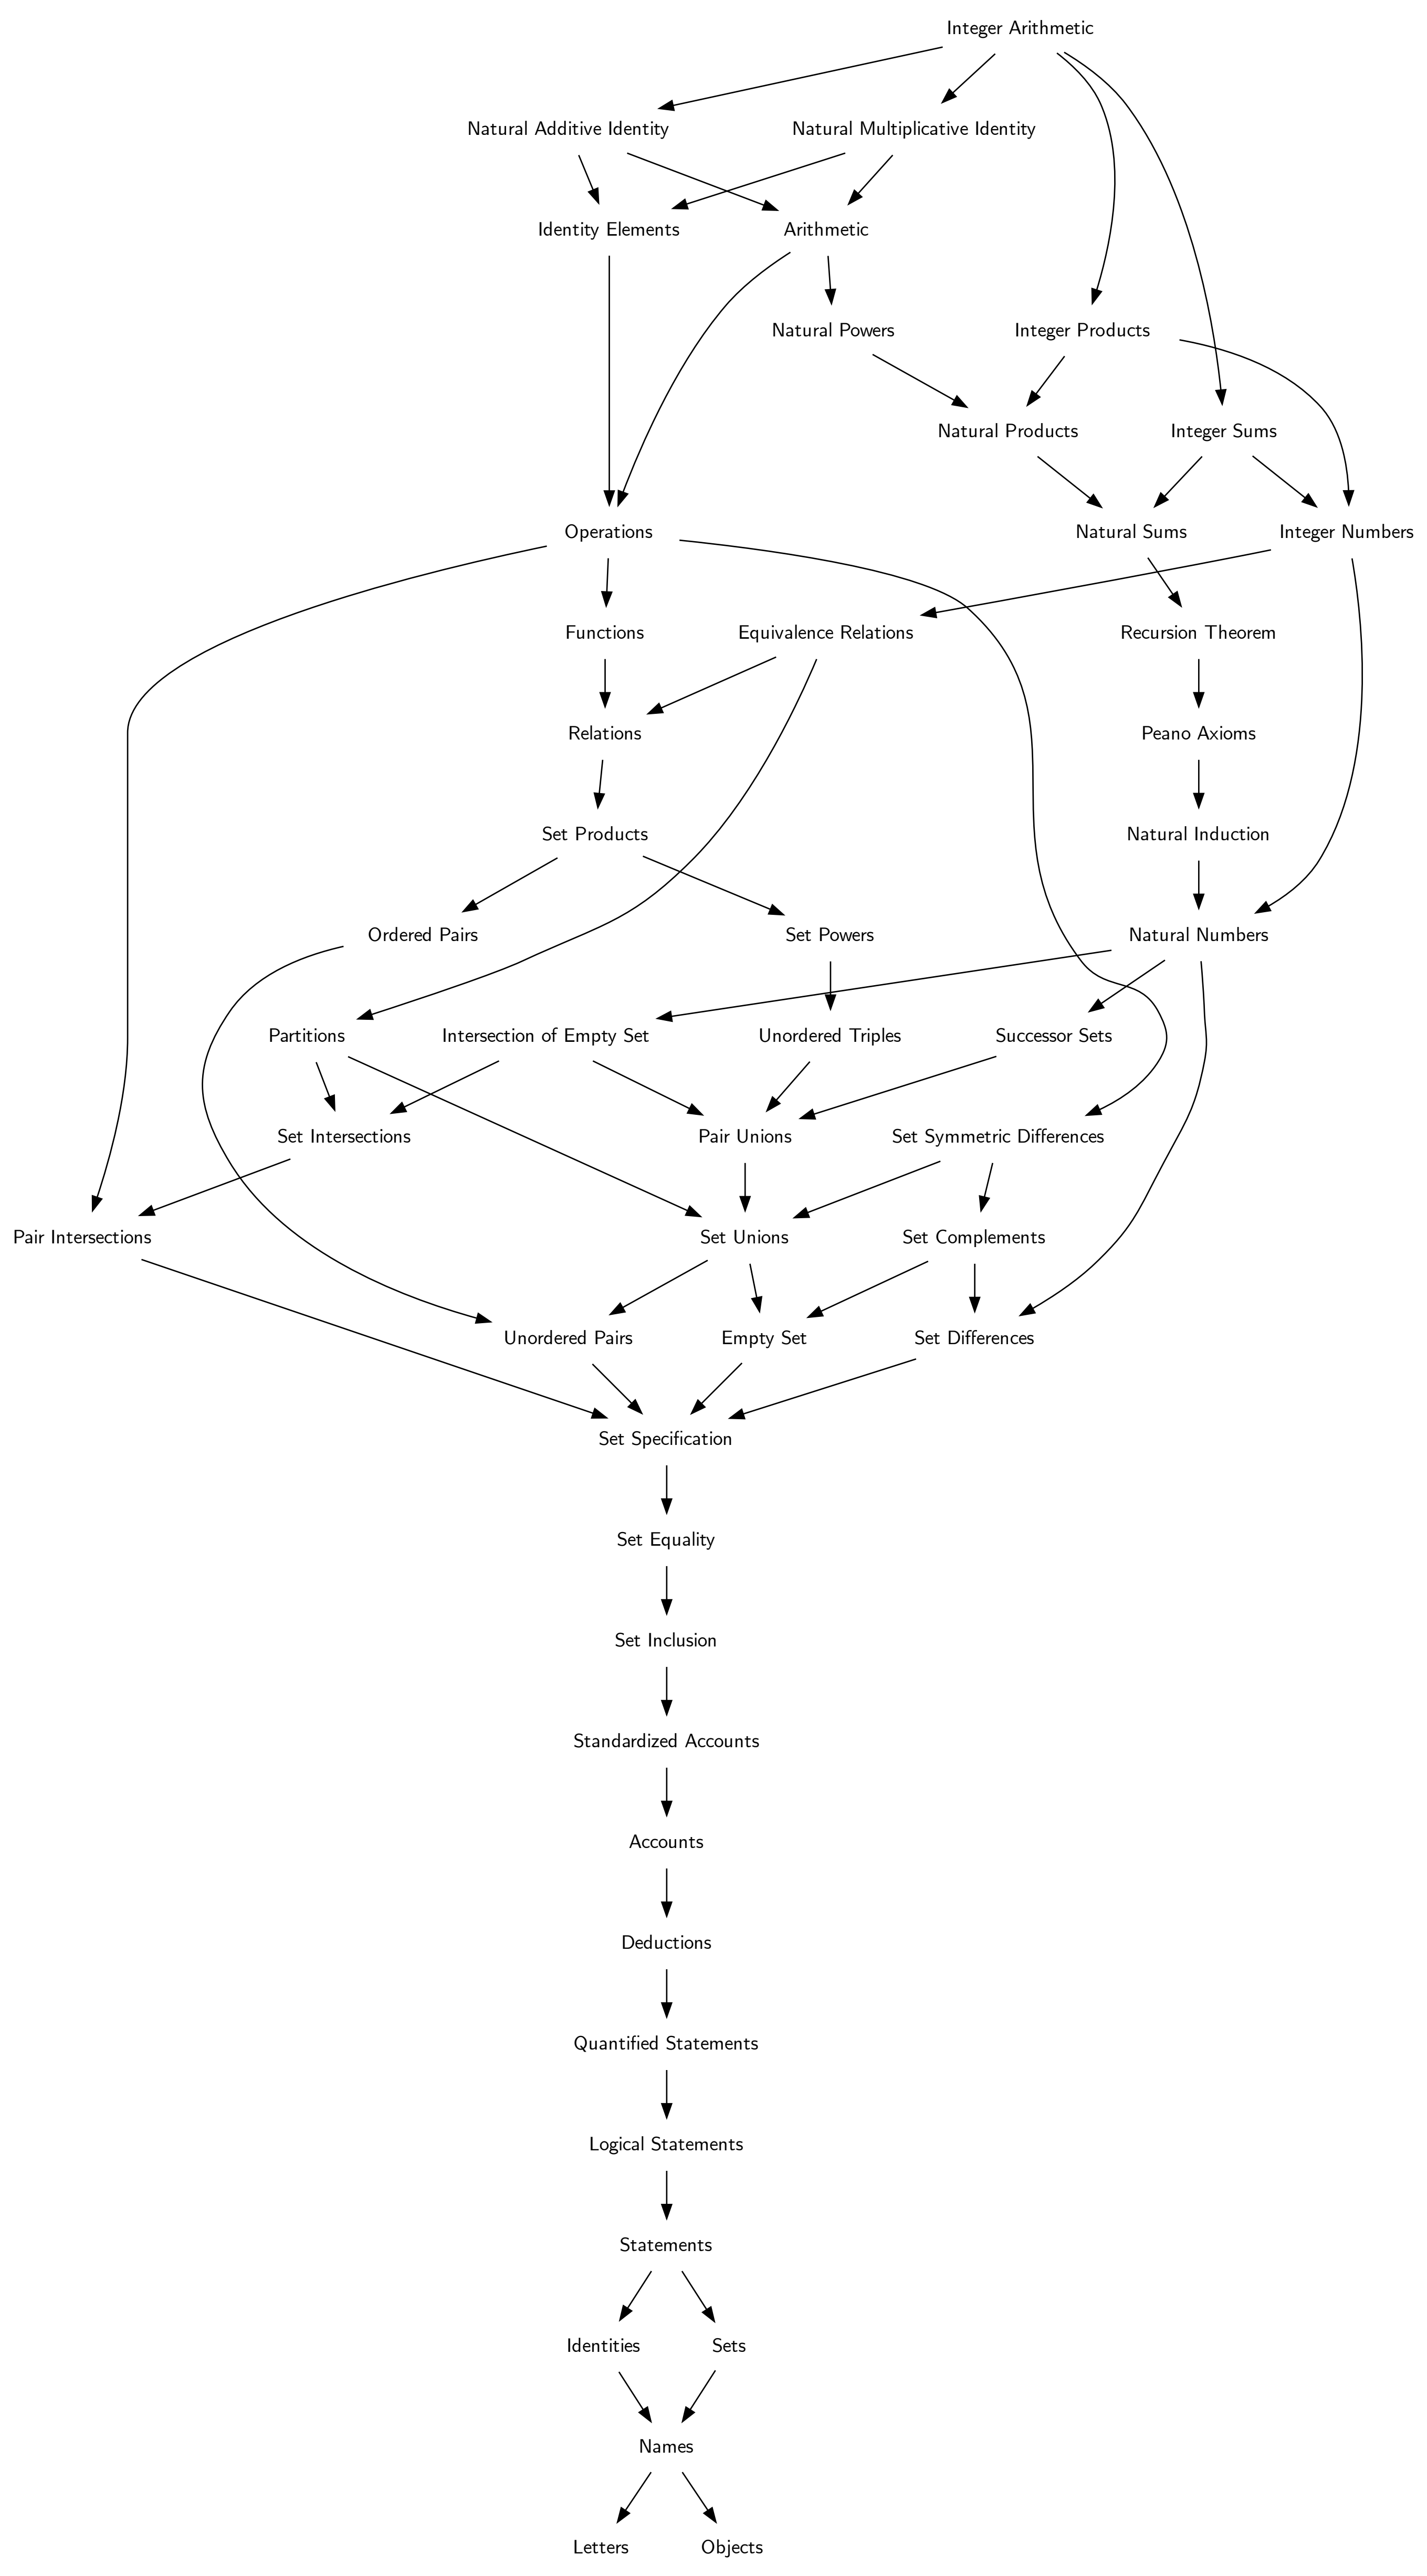 Integer Arithmetic
Natural Additive Identity
Natural Multiplicative Identity
Identity Elements
Arithmetic
Natural Powers
Integer Products
Natural Products
Integer Sums
Operations
Natural Sums
Integer Numbers
Functions
Equivalence Relations
Recursion Theorem
Relations
Peano Axioms
Set Products
Natural Induction
Ordered Pairs
Set Powers
Natural Numbers
Partitions
Intersection of Empty Set
Unordered Triples
Successor Sets
Set Intersections
Pair Unions
Set Symmetric Differences
Pair Intersections
Set Unions
Set Complements
Unordered Pairs
Empty Set
Set Differences
Set Specification
Set Equality
Set Inclusion
Standardized Accounts
Accounts
Deductions
Quantified Statements
Logical Statements
Statements
Identities
Sets
Names
Letters
Objects